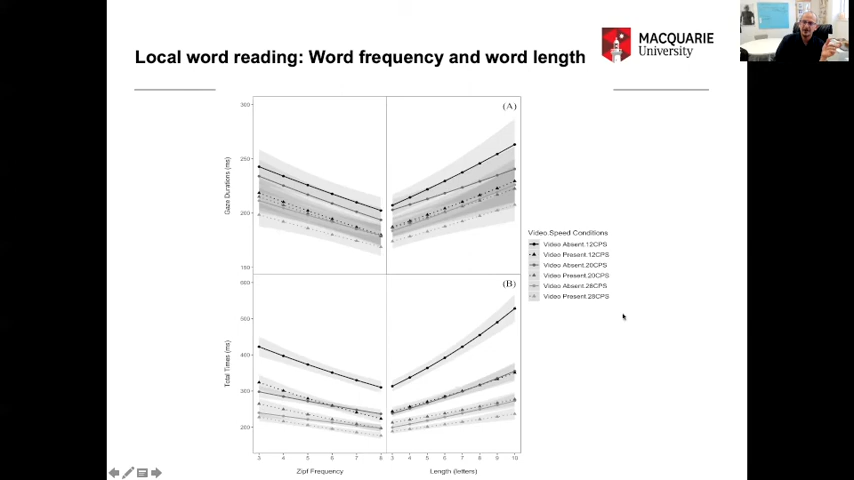 Local word reading: Word frequency and word length
MACQUARIE
University
(A)
300
250
200
150
Gaze Durations (ms)
(B)
600
500
400
300
200
Total Times (ms)
3 4 5 6 7 8
3 4 5 6 7 8 9 10
Zipf Frequency
Length (letters)
Video.Speed Conditions
Video Absent.12CPS
Video Present.12CPS
Video Absent.20CPS
Video Present.20CPS
Video Absent.28CPS
Video Present.28CPS